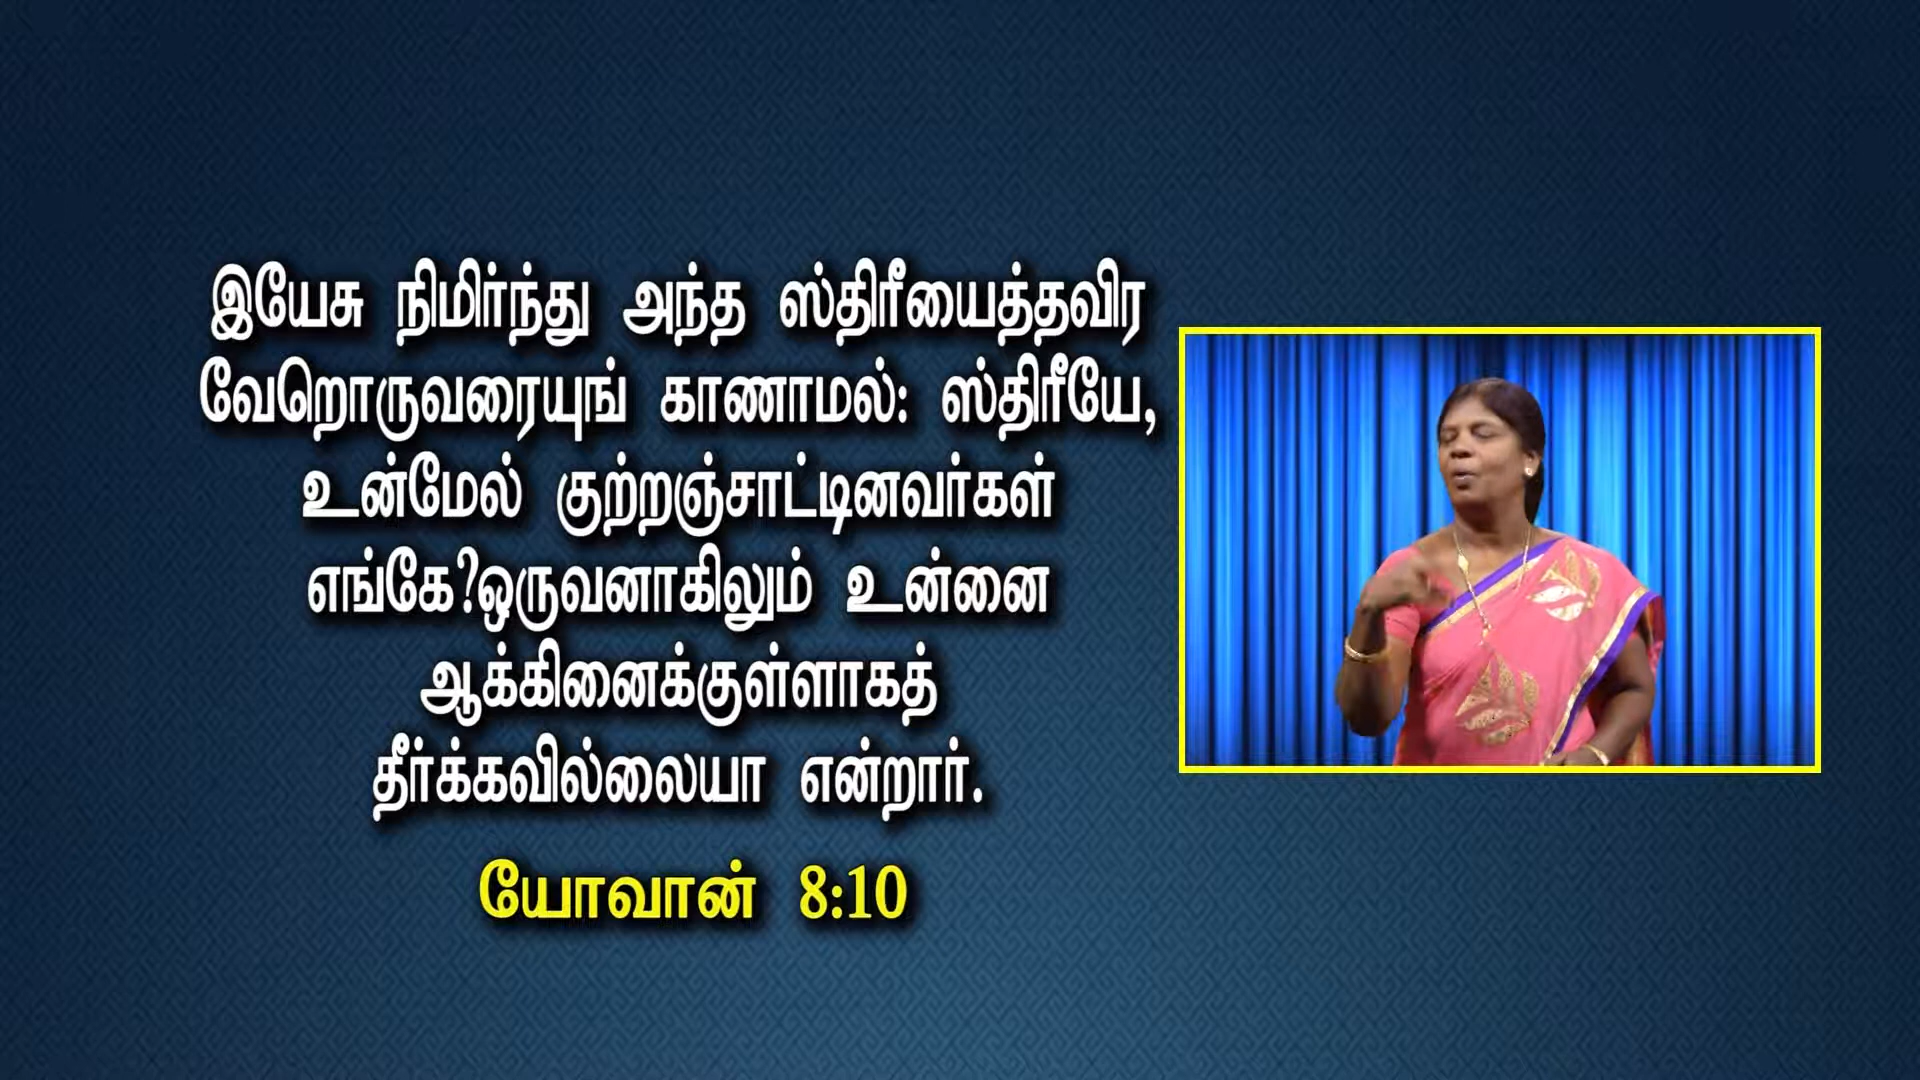 இயேசு நிமிர்ந்து அந்த ஸ்திரீயைத்தவிர
வேறொருவரையுங் காணாமல்: ஸ்திரீயே,
உன்மேல் குற்றஞ்சாட்டினவர்கள்
எங்கே?ஒருவனாகிலும் உன்னை
ஆக்கினைக்குள்ளாகத்
தீர்க்கவில்லையா என்றார்.
யோவான் 8:10